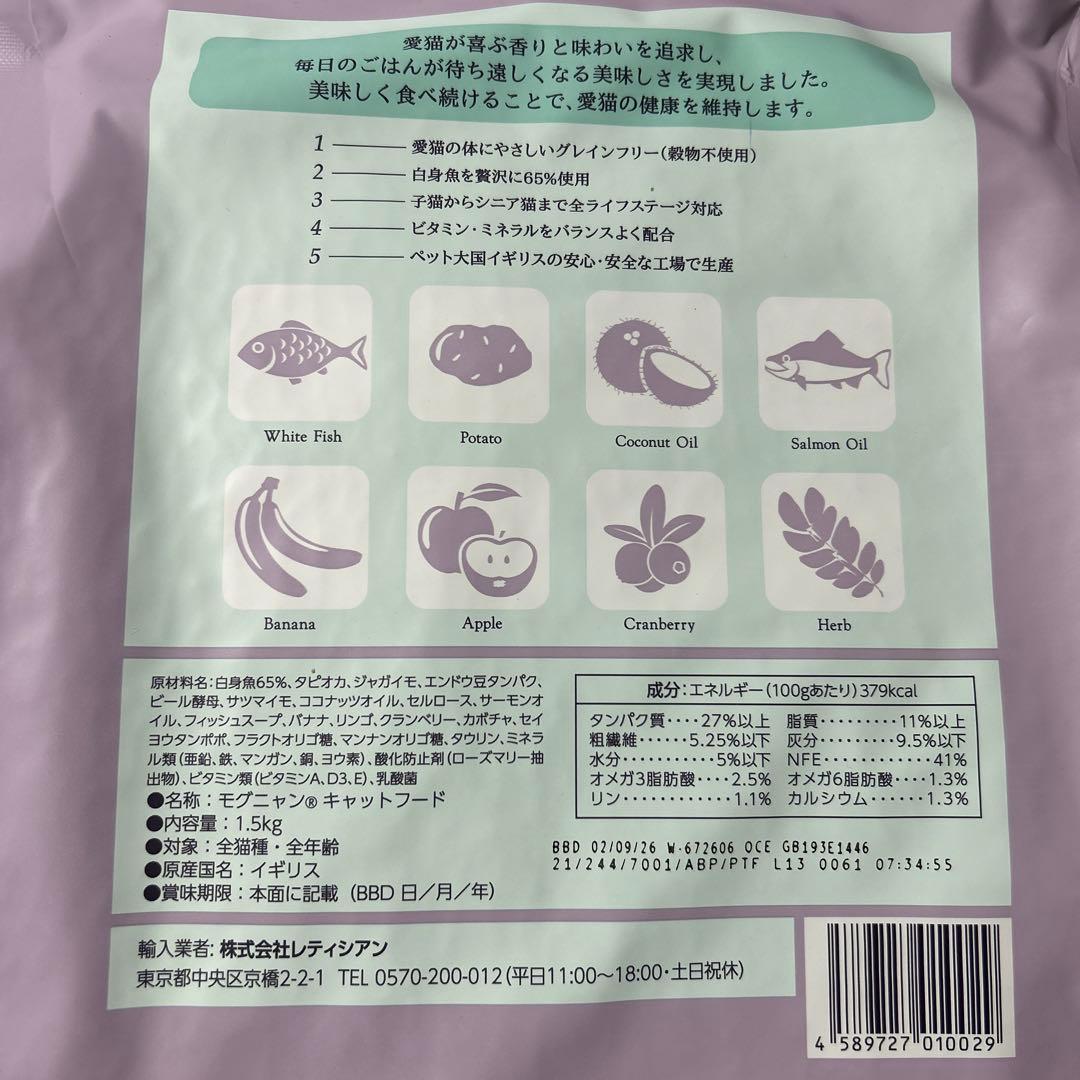 愛猫が喜ぶ香りと味わいを追求し、
毎日のごはんが待ち遠しくなる美味しさを実現しました。
美味しく食べ続けることで、愛猫の健康を維持します。
1 愛猫の体にやさしいグレインフリー(穀物不使用)
2 白身魚を贅沢に65%使用
3 子猫からシニア猫まで全ライフステージ対応
4 ビタミン・ミネラルをバランスよく配合
5 ペット大国イギリスの安心・安全な工場で生産
White Fish
Potato
Coconut Oil
Salmon Oil
Banana
Apple
Cranberry
Herb
原材料名:白身魚65%、タピオカ、ジャガイモ、エンドウ豆タンパク、
ビール酵母、サツマイモ、ココナッツオイル、セルロース、サーモンオ
イル、フィッシュスープ、バナナ、リンゴ、クランベリー、カボチャ、セイ
ヨウタンポポ、フラクトオリゴ糖、マンナンオリゴ糖、タウリン、ミネラ
ル類(亜鉛、鉄、マンガン、銅、ヨウ素)、酸化防止剤(ローズマリー抽
出物)、ビタミン類(ビタミンA、D3、E)、乳酸菌
●名称:モグニャン® キャットフード
●内容量:1.5kg
●対象:全猫種・全年齢
●原産国名:イギリス
●賞味期限:本面に記載 (BBD 日/月/年)
成分:エネルギー(100gあたり)379kcal
タンパク質····27%以上 脂質·········11%以上
粗繊維······5.25%以下 灰分·········9.5%以下
水分···········5%以下 NFE·············41%
オメガ3脂肪酸···2.5% オメガ6脂肪酸···1.3%
リン············1.1% カルシウム······1.3%
BBD 02/09/26 W-672606 OCE GB193E1446
21/244/7001/ABP/PTF L13 0061 07:34:55
輸入業者:株式会社レティシアン
東京都中央区京橋2-2-1 TEL 0570-200-012(平日11:00〜18:00・土日祝休)
4 589727 010029